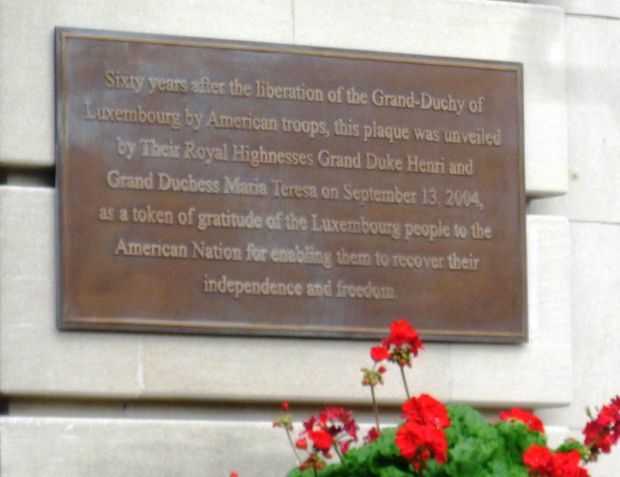 Sixty years after the liberation of the Grand-Duchy of
Luxembourg by American troops, this plaque was unveiled
by Their Royal Highnesses Grand Duke Henri and
Grand Duchess Maria Teresa on September 13, 2004,
as a token of gratitude of the Luxembourg people to the
American Nation for enabling them to recover their
independence and freedom.